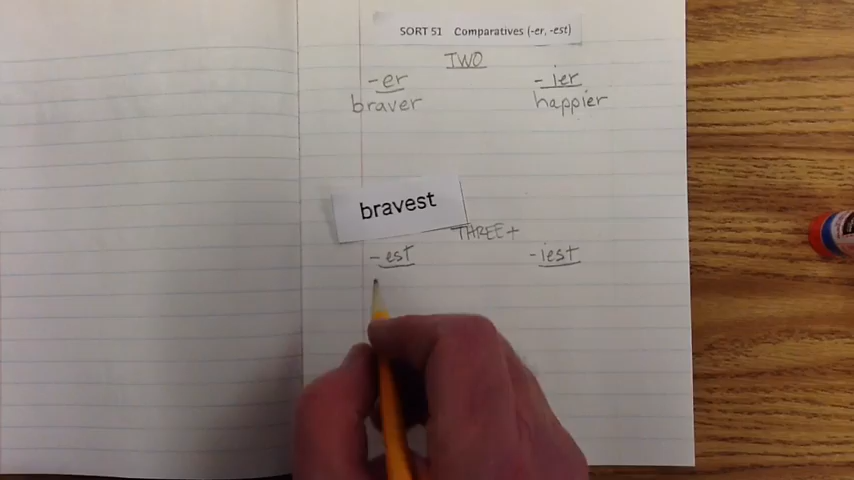 SORT 51 Comparatives (-er, -est)
TWO
-er
-ier
braver
happier
bravest
THREE+
-est
-iest